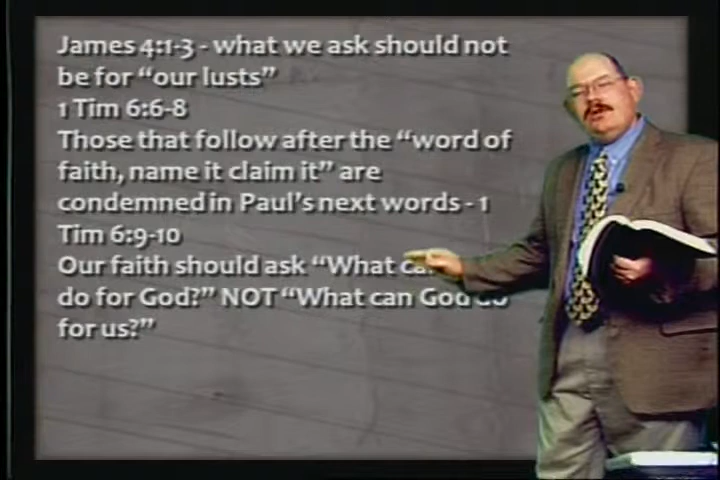 James 4:1-3 - what we ask should not
be for “our lusts”
1 Tim 6:6-8
Those that follow after the “word of
faith, name it claim it” are
condemned in Paul’s next words - 1
Tim 6:9-10
Our faith should ask “What
do for God?” NOT “What can God do
for us?”